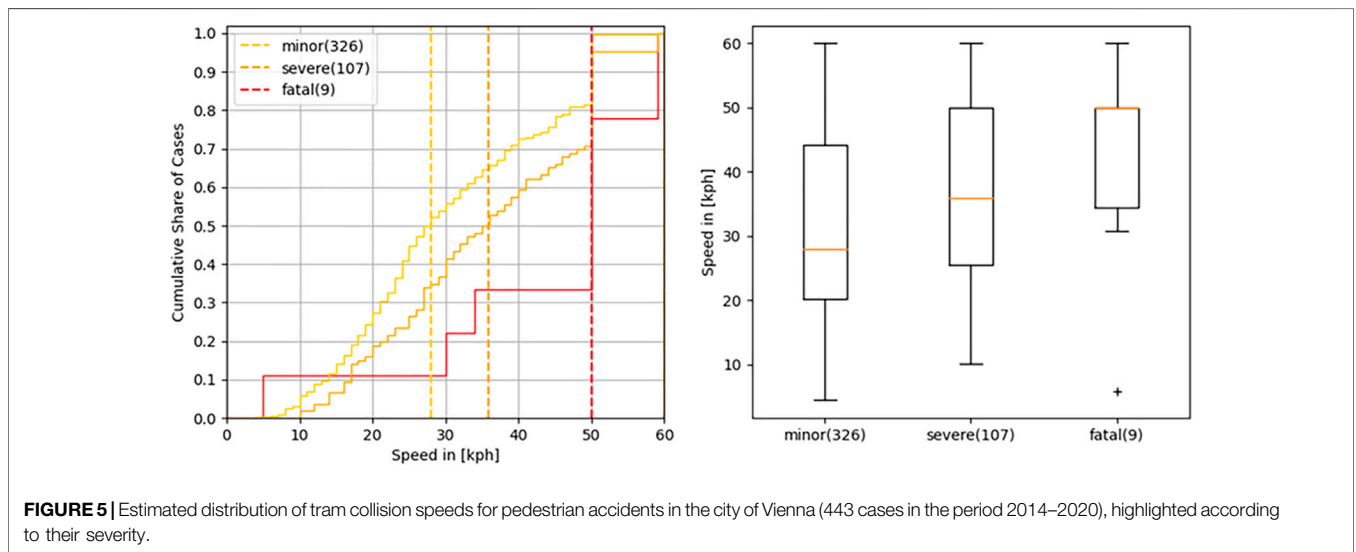 1.0
0.9
0.8
0.7
0.6
0.5
0.4
0.3
0.2
0.1
0.0
Cumulative Share of Cases
minor(326)
severe(107)
fatal(9)
0 10 20 30 40 50 60
Speed in [kph]
60
50
40
30
20
10
Speed in [kph]
minor(326) severe(107) fatal(9)
FIGURE 5 | Estimated distribution of tram collision speeds for pedestrian accidents in the city of Vienna (443 cases in the period 2014–2020), highlighted according
to their severity.